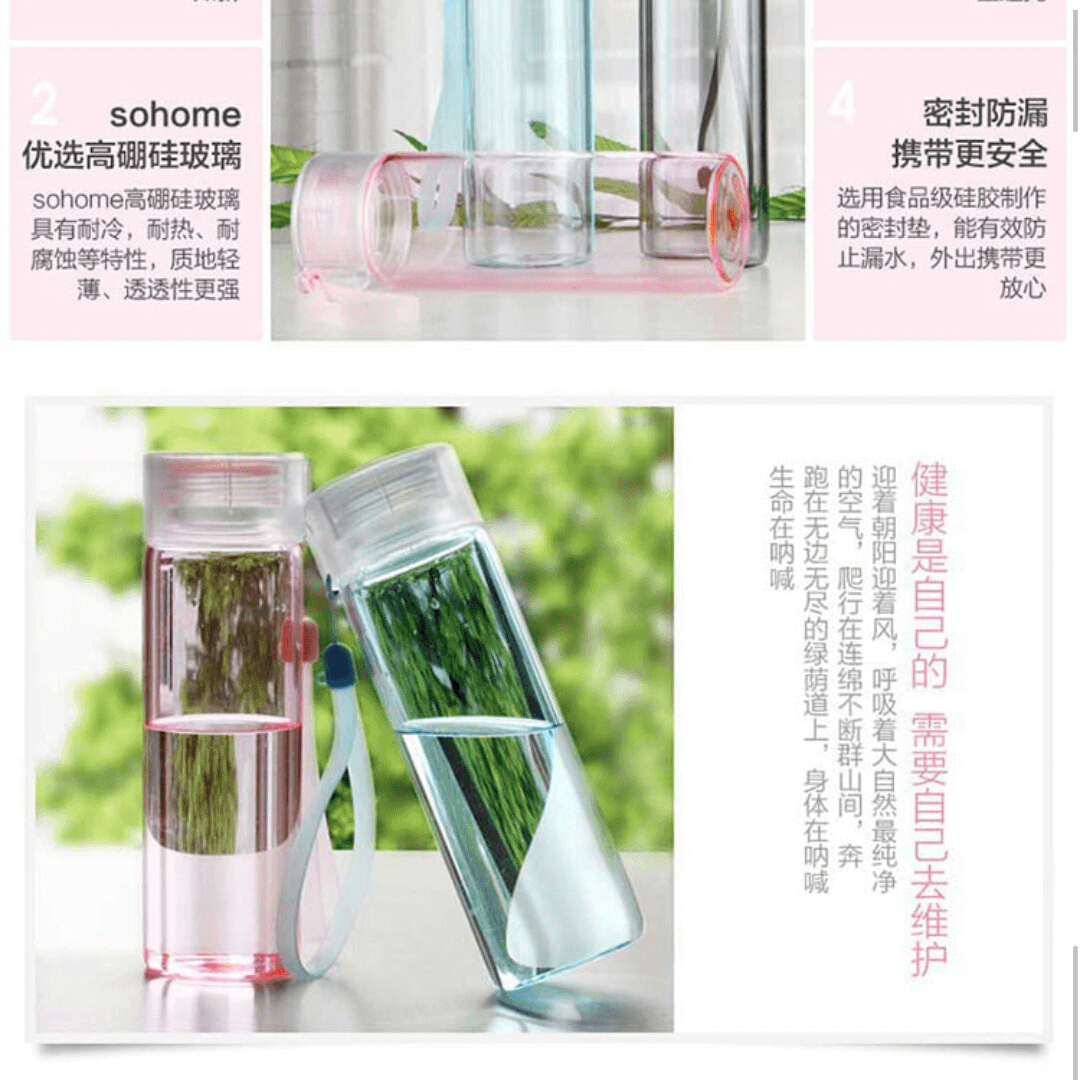 2
sohome
优选高硼硅玻璃
sohome高硼硅玻璃
具有耐冷，耐热、耐
腐蚀等特性，质地轻
薄、透透性更强
4
密封防漏
携带更安全
选用食品级硅胶制作
的密封垫，能有效防
止漏水，外出携带更
放心
健康是自己的 需要自己去维护
迎着朝阳迎着风，呼吸着大自然最纯净
的空气，爬行在连绵不断群山间，奔
跑在无边无尽的绿荫道上，身体在呐喊
生命在呐喊